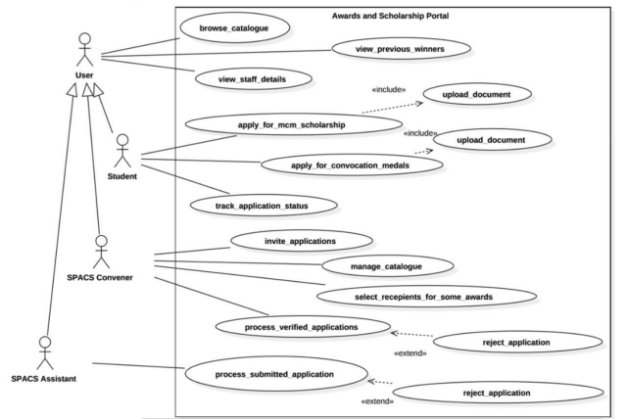 Awards and Scholarship Portal
browse_catalogue
view_previous_winners
User
view_staff_details
«include»
upload_document
apply_for_mcm_scholarship
«include»
upload_document
apply_for_convocation_medals
Student
track_application_status
invite_applications
manage_catalogue
SPACS Convener
select_recepients_for_some_awards
process_verified_applications
reject_application
«extend»
process_submitted_application
SPACS Assistant
reject_application
«extend»